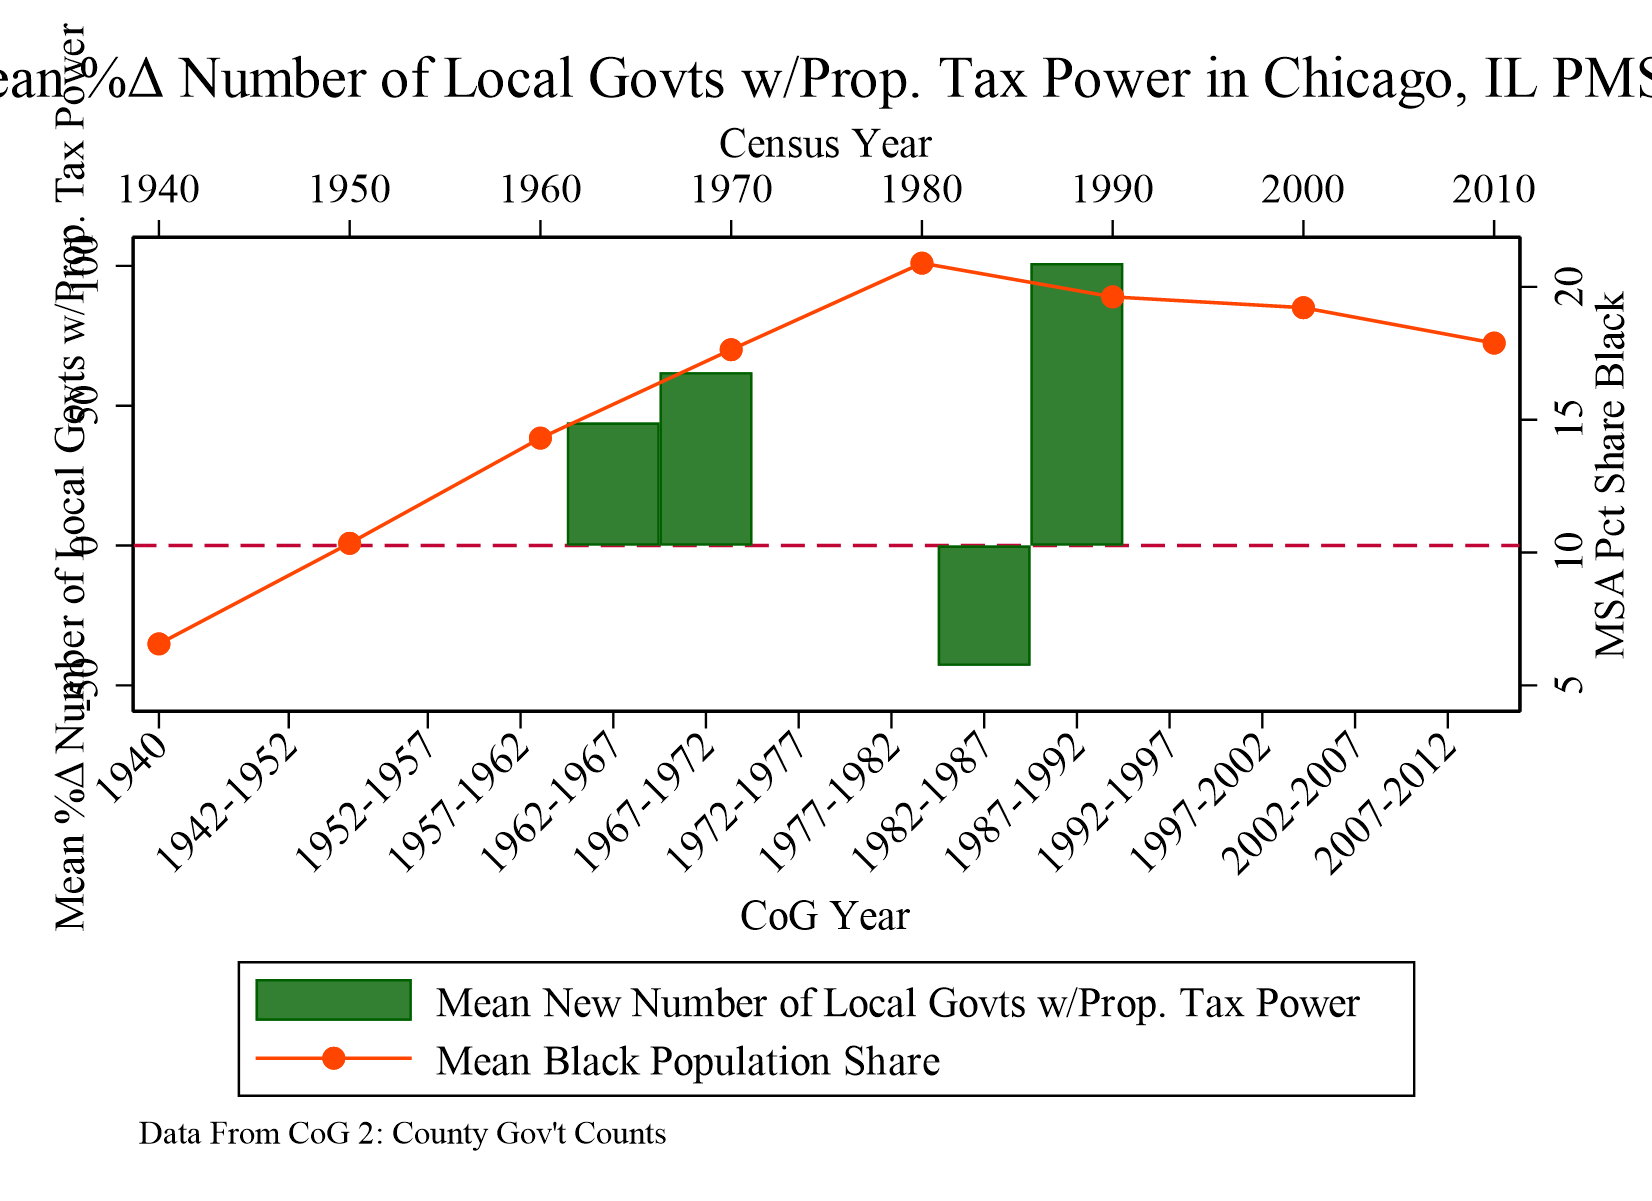 ean %Δ Number of Local Govts w/Prop. Tax Power in Chicago, IL PMS
Census Year
1940 1950 1960 1970 1980 1990 2000 2010
Mean %Δ Number of Local Govts w/Prop. Tax Power
100
50
0
-50
20
15
10
5
MSA Pct Share Black
1940 1942-1952 1952-1957 1957-1962 1962-1967 1967-1972 1972-1977 1977-1982 1982-1987 1987-1992 1992-1997 1997-2002 2002-2007 2007-2012
CoG Year
Mean New Number of Local Govts w/Prop. Tax Power
Mean Black Population Share
Data From CoG 2: County Gov't Counts